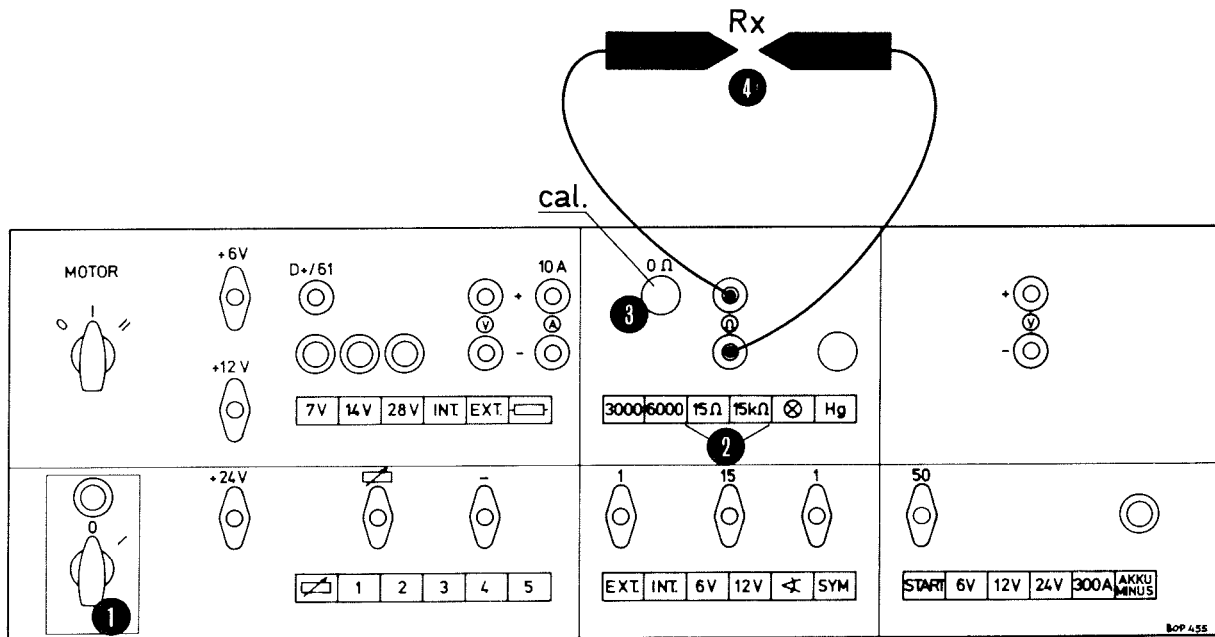 Rx
4
cal.
MOTOR
0 I II
+6V
D+/61
+ 10A
V A
-
0Ω
3
Ω
+
V
-
+12V
7V 14V 28V INT. EXT.
3000 6000 15Ω 15kΩ Hg
2
0
+24V
-
1 15 1
50
1
1 2 3 4 5
EXT. INT. 6V 12V SYM
START 6V 12V 24V 300A AKKU MINUS
BOP 455